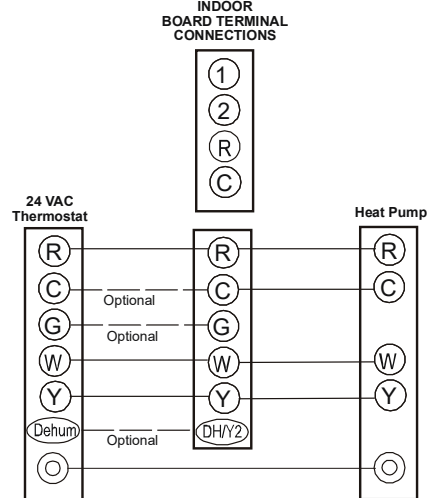 INDOOR
BOARD TERMINAL
CONNECTIONS
1
2
R
C
24 VAC
Thermostat
Heat Pump
R R R
C Optional C C
G Optional G
W W W
Y Y Y
Dehum Optional DH/Y2